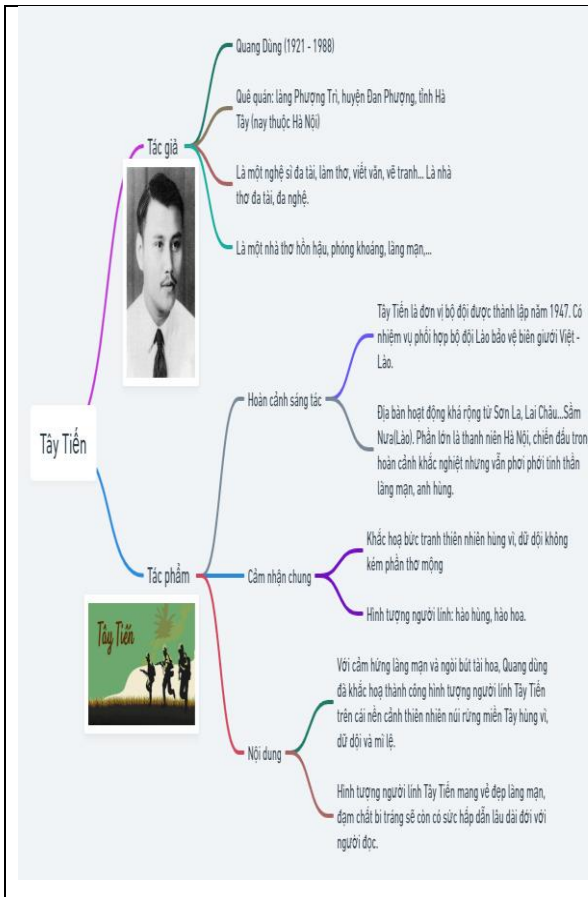 Tây Tiến
Tác giả
Quang Dũng (1921 - 1988)
Quê quán: làng Phượng Trì, huyện Đan Phượng, tỉnh Hà
Tây (nay thuộc Hà Nội)
Là một nghệ sĩ đa tài, làm thơ, viết văn, vẽ tranh... Là nhà
thơ đa tài, đa nghệ.
Là một nhà thơ hồn hậu, phóng khoáng, lãng mạn,...
Tác phẩm
Tây Tiến
Hoàn cảnh sáng tác
Tây Tiến là đơn vị bộ đội được thành lập năm 1947. Có
nhiệm vụ phối hợp bộ đội Lào bảo vệ biên giưới Việt -
Lào.
Địa bàn hoạt động khá rộng từ Sơn La, Lai Châu...Sầm
Nưa(Lào). Phần lớn là thanh niên Hà Nội, chiến đấu tron
hoàn cảnh khắc nghiệt nhưng vẫn phơi phới tinh thần
lãng mạn, anh hùng.
Cảm nhận chung
Khắc hoạ bức tranh thiên nhiên hùng vĩ, dữ dội không
kém phần thơ mộng
Hình tượng người lính: hào hùng, hào hoa.
Nội dung
Với cảm hứng lãng mạn và ngòi bút tài hoa, Quang dũng
đã khắc hoạ thành công hình tượng người lính Tây Tiến
trên cái nền cảnh thiên nhiên núi rừng miền Tây hùng vĩ,
dữ dội và mĩ lệ.
Hình tượng người lính Tây Tiến mang vẻ đẹp lãng mạn,
đạm chất bi tráng sẽ còn có sức hấp dẫn lâu dài đới với
người đọc.